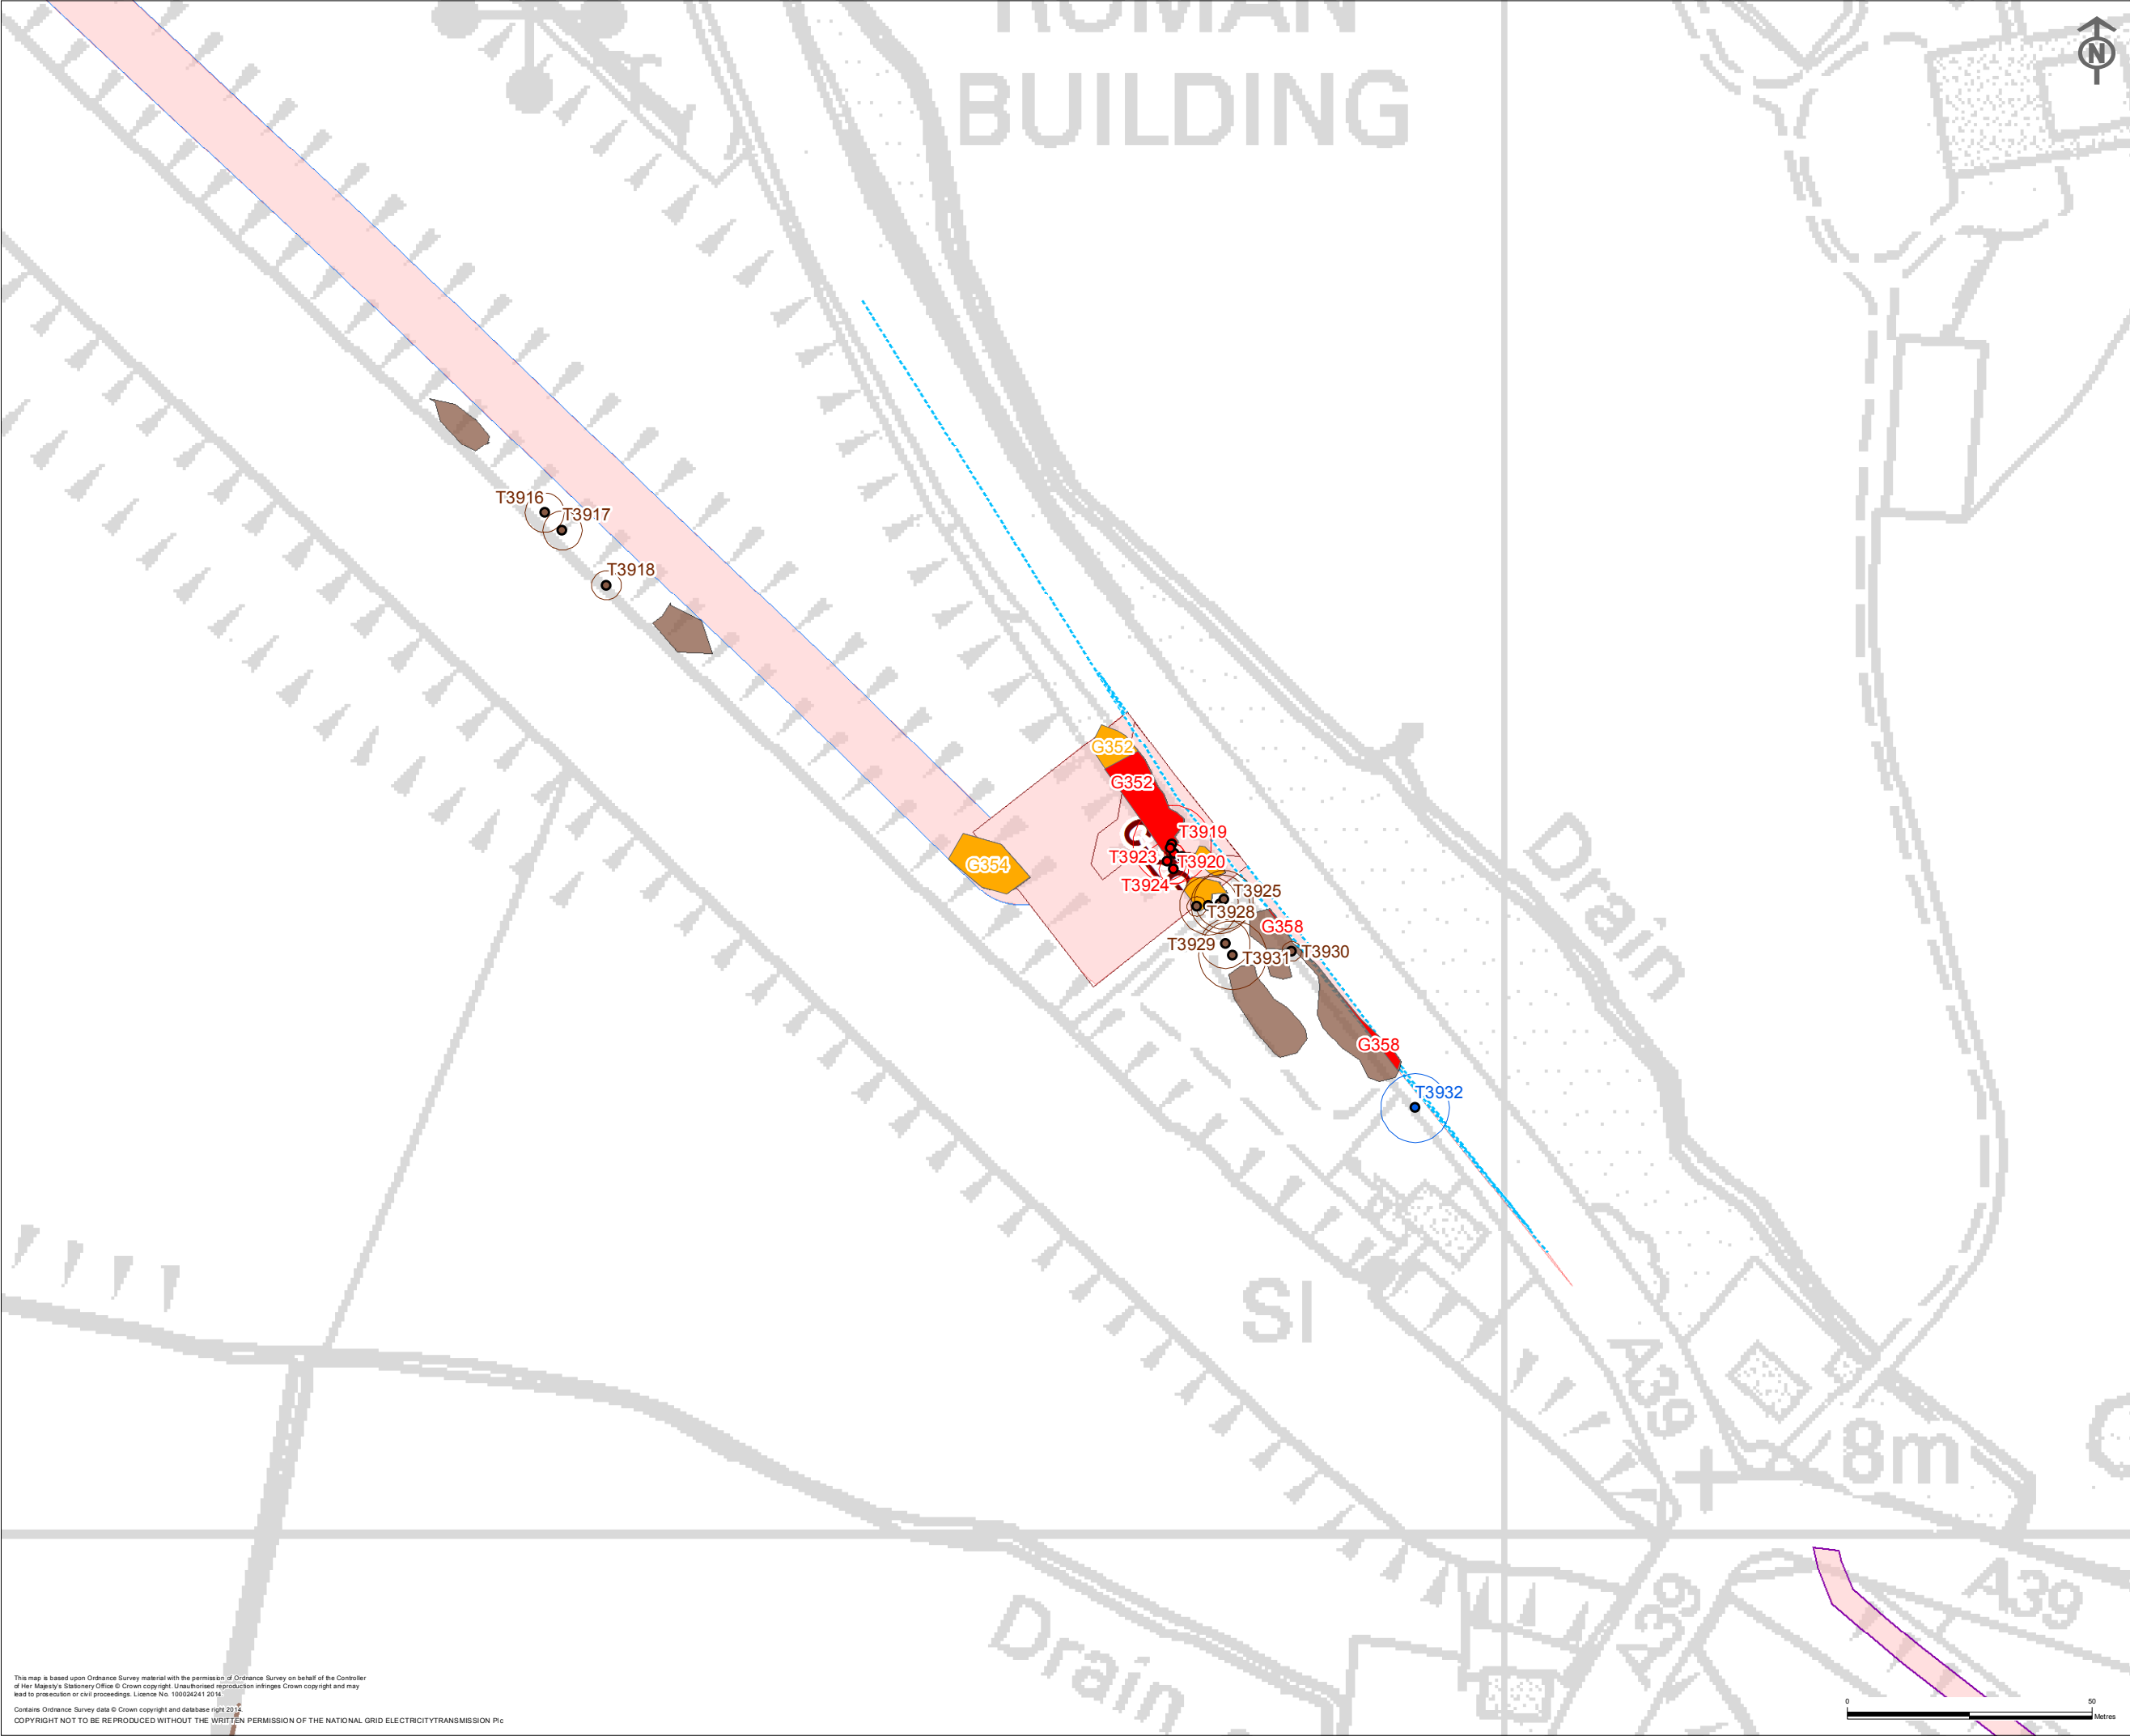 ROMAN
BUILDING
N
T3916
T3917
T3918
G352
G352
T3919
T3923
T3920
T3924
G354
T3925
T3928
G358
T3929
T3931
T3930
G358
T3932
Drain
SI
A39
8m
A39
A39
Drain
This map is based upon Ordnance Survey material with the permission of Ordnance Survey on behalf of the Controller
of Her Majesty's Stationery Office © Crown copyright. Unauthorised reproduction infringes Crown copyright and may
lead to prosecution or civil proceedings. Licence No. 100024241 2014.
Contains Ordnance Survey data © Crown copyright and database right 2014.
COPYRIGHT NOT TO BE REPRODUCED WITHOUT THE WRITTEN PERMISSION OF THE NATIONAL GRID ELECTRICITYTRANSMISSION Plc
0 50
Metres